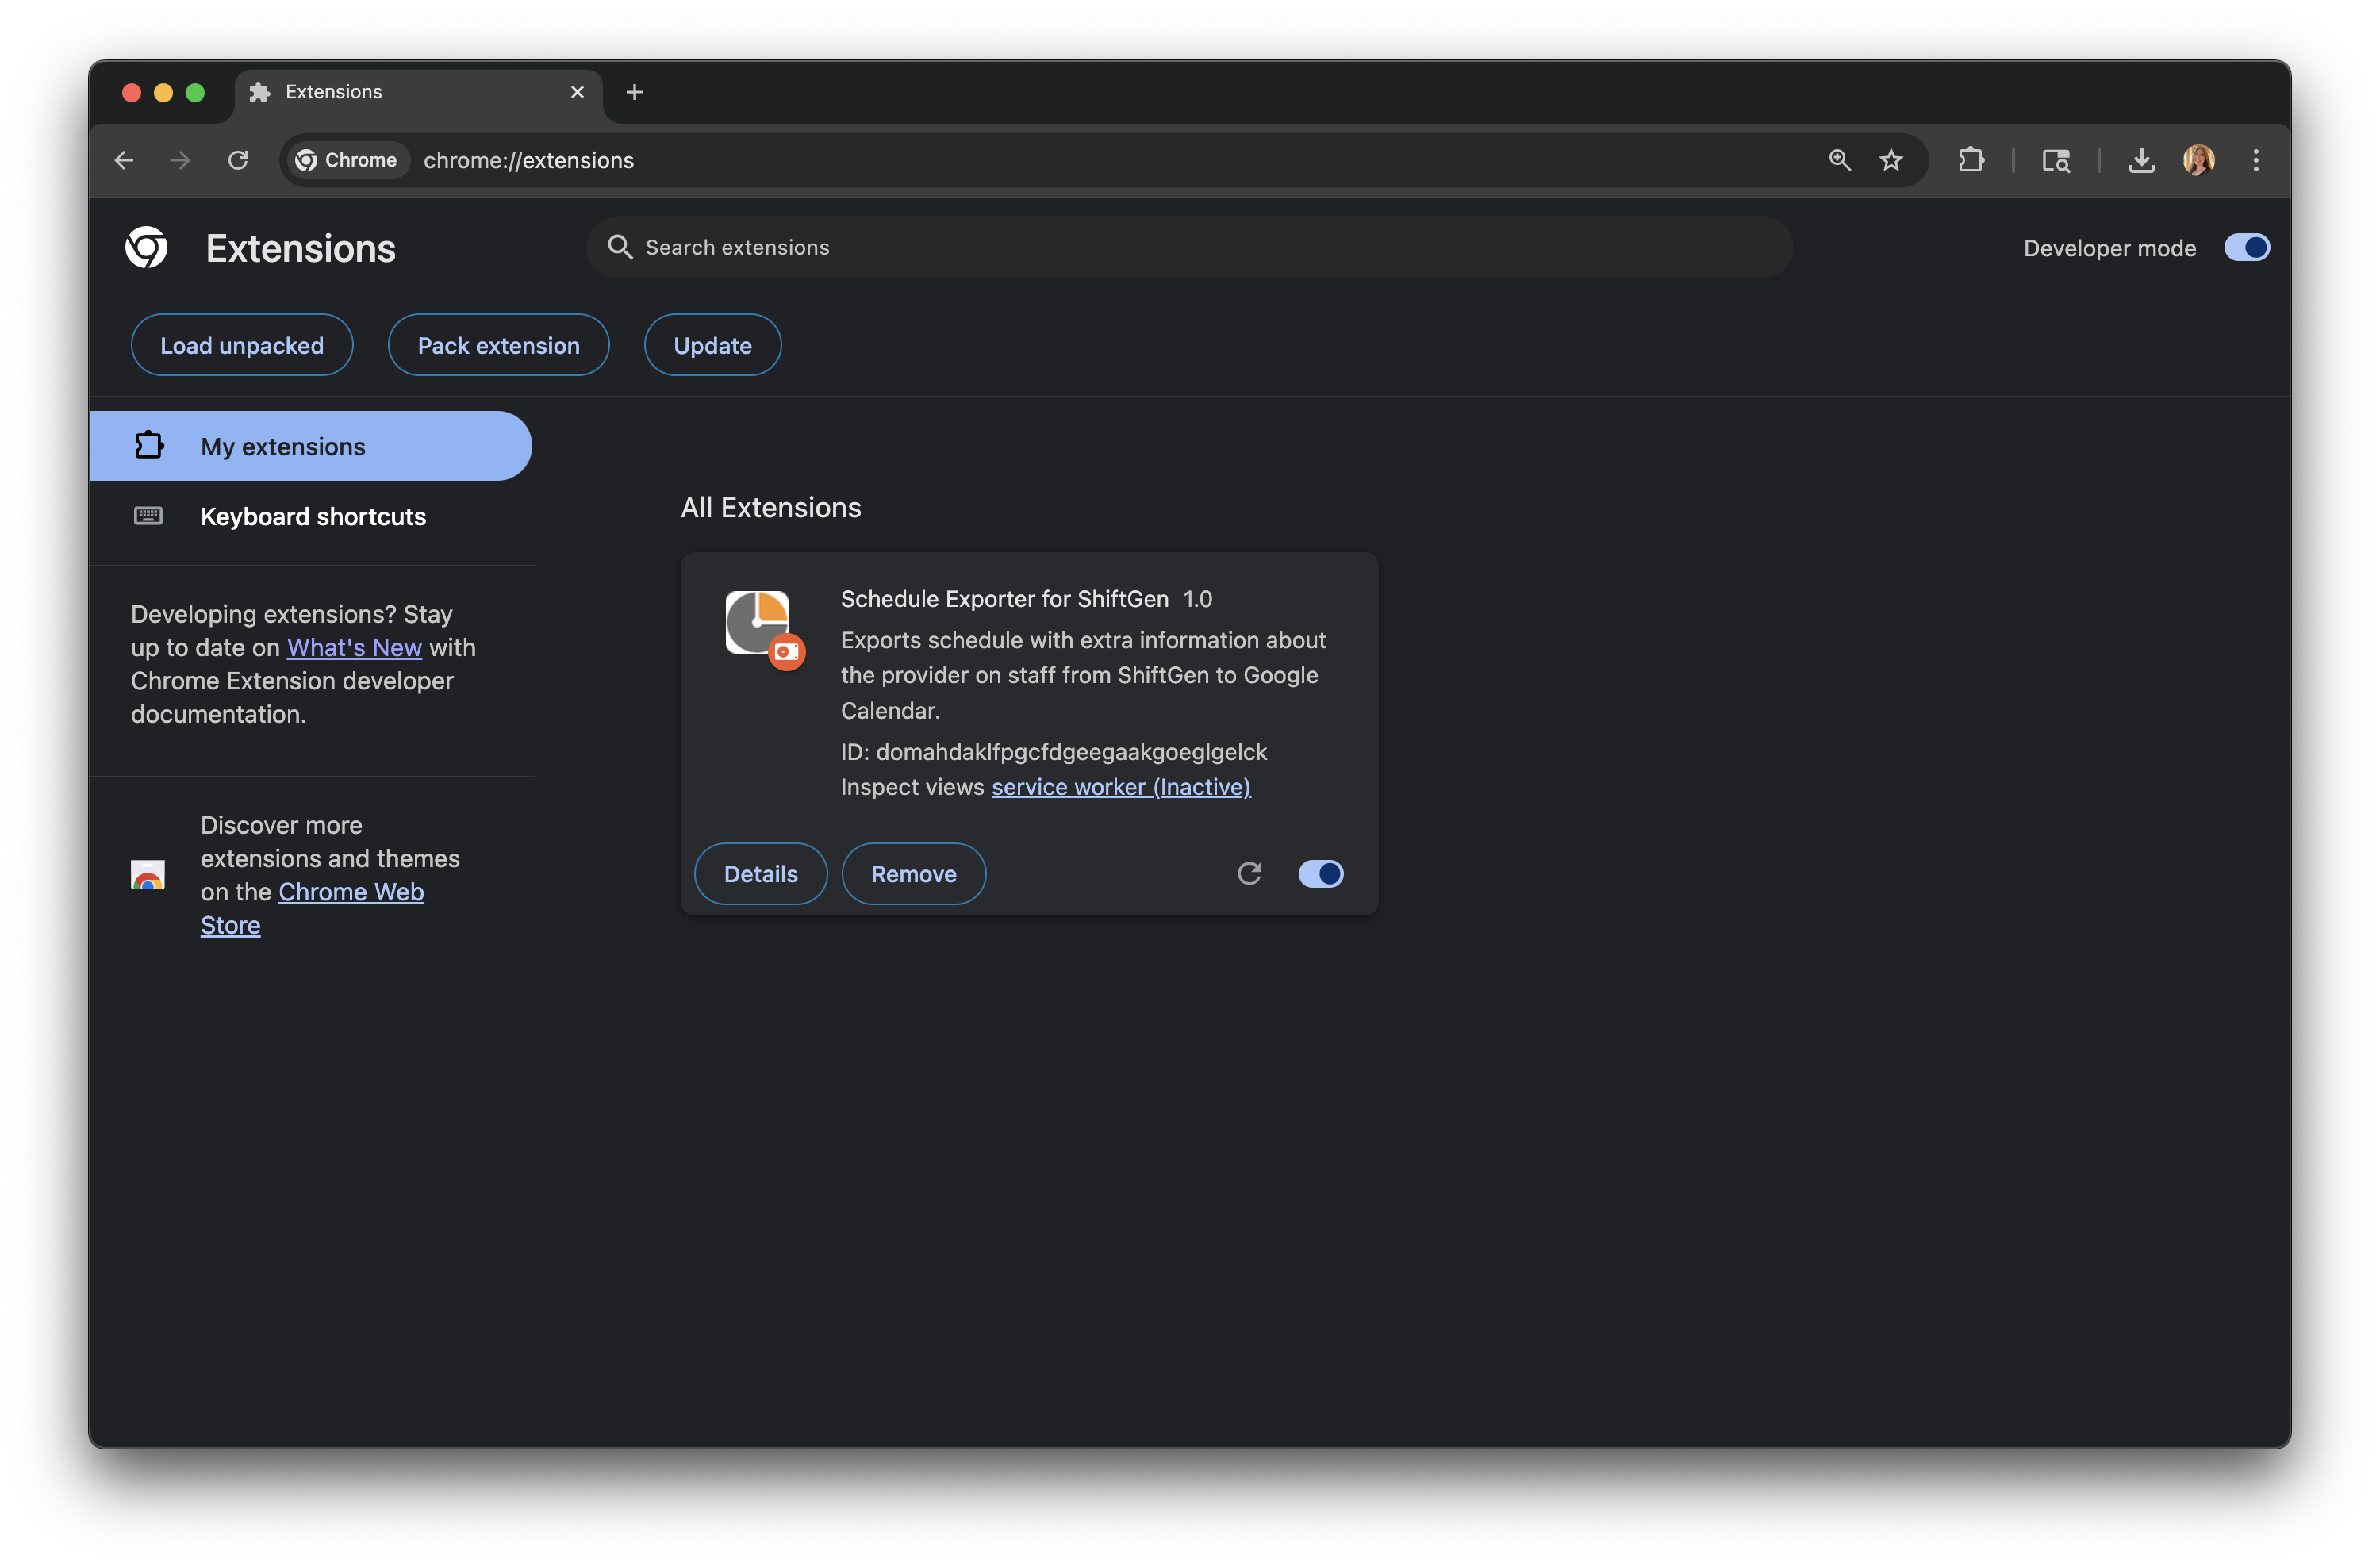 Extensions
Chrome
chrome://extensions
Extensions
Search extensions
Developer mode
Load unpacked
Pack extension
Update
My extensions
Keyboard shortcuts
Developing extensions? Stay
up to date on What's New with
Chrome Extension developer
documentation.
Discover more
extensions and themes
on the Chrome Web
Store
All Extensions
Schedule Exporter for ShiftGen 1.0
Exports schedule with extra information about
the provider on staff from ShiftGen to Google
Calendar.
ID: domahdaklfpgcfdgeegaakgoeglgelck
Inspect views service worker (Inactive)
Details
Remove